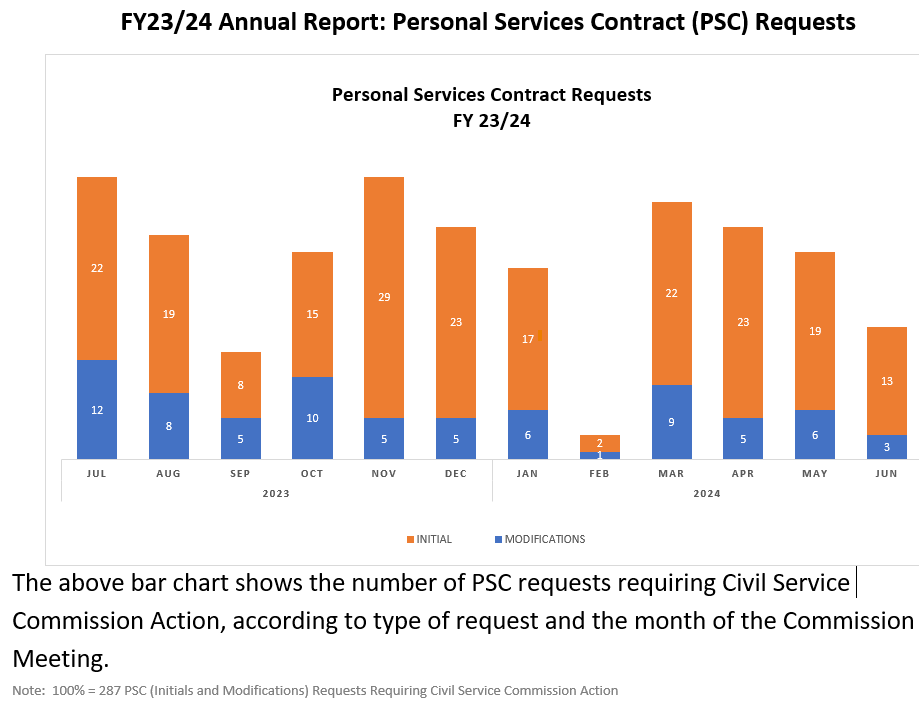 FY23/24 Annual Report: Personal Services Contract (PSC) Requests
Personal Services Contract Requests
FY 23/24
22 19 8 15 29 23 17 2 22 23 19 13
12 8 5 10 5 5 6 1 9 5 6 3
JUL AUG SEP OCT NOV DEC JAN FEB MAR APR MAY JUN
2023 2024
INITIAL MODIFICATIONS
The above bar chart shows the number of PSC requests requiring Civil Service
Commission Action, according to type of request and the month of the Commission
Meeting.
Note: 100% = 287 PSC (Initials and Modifications) Requests Requiring Civil Service Commission Action